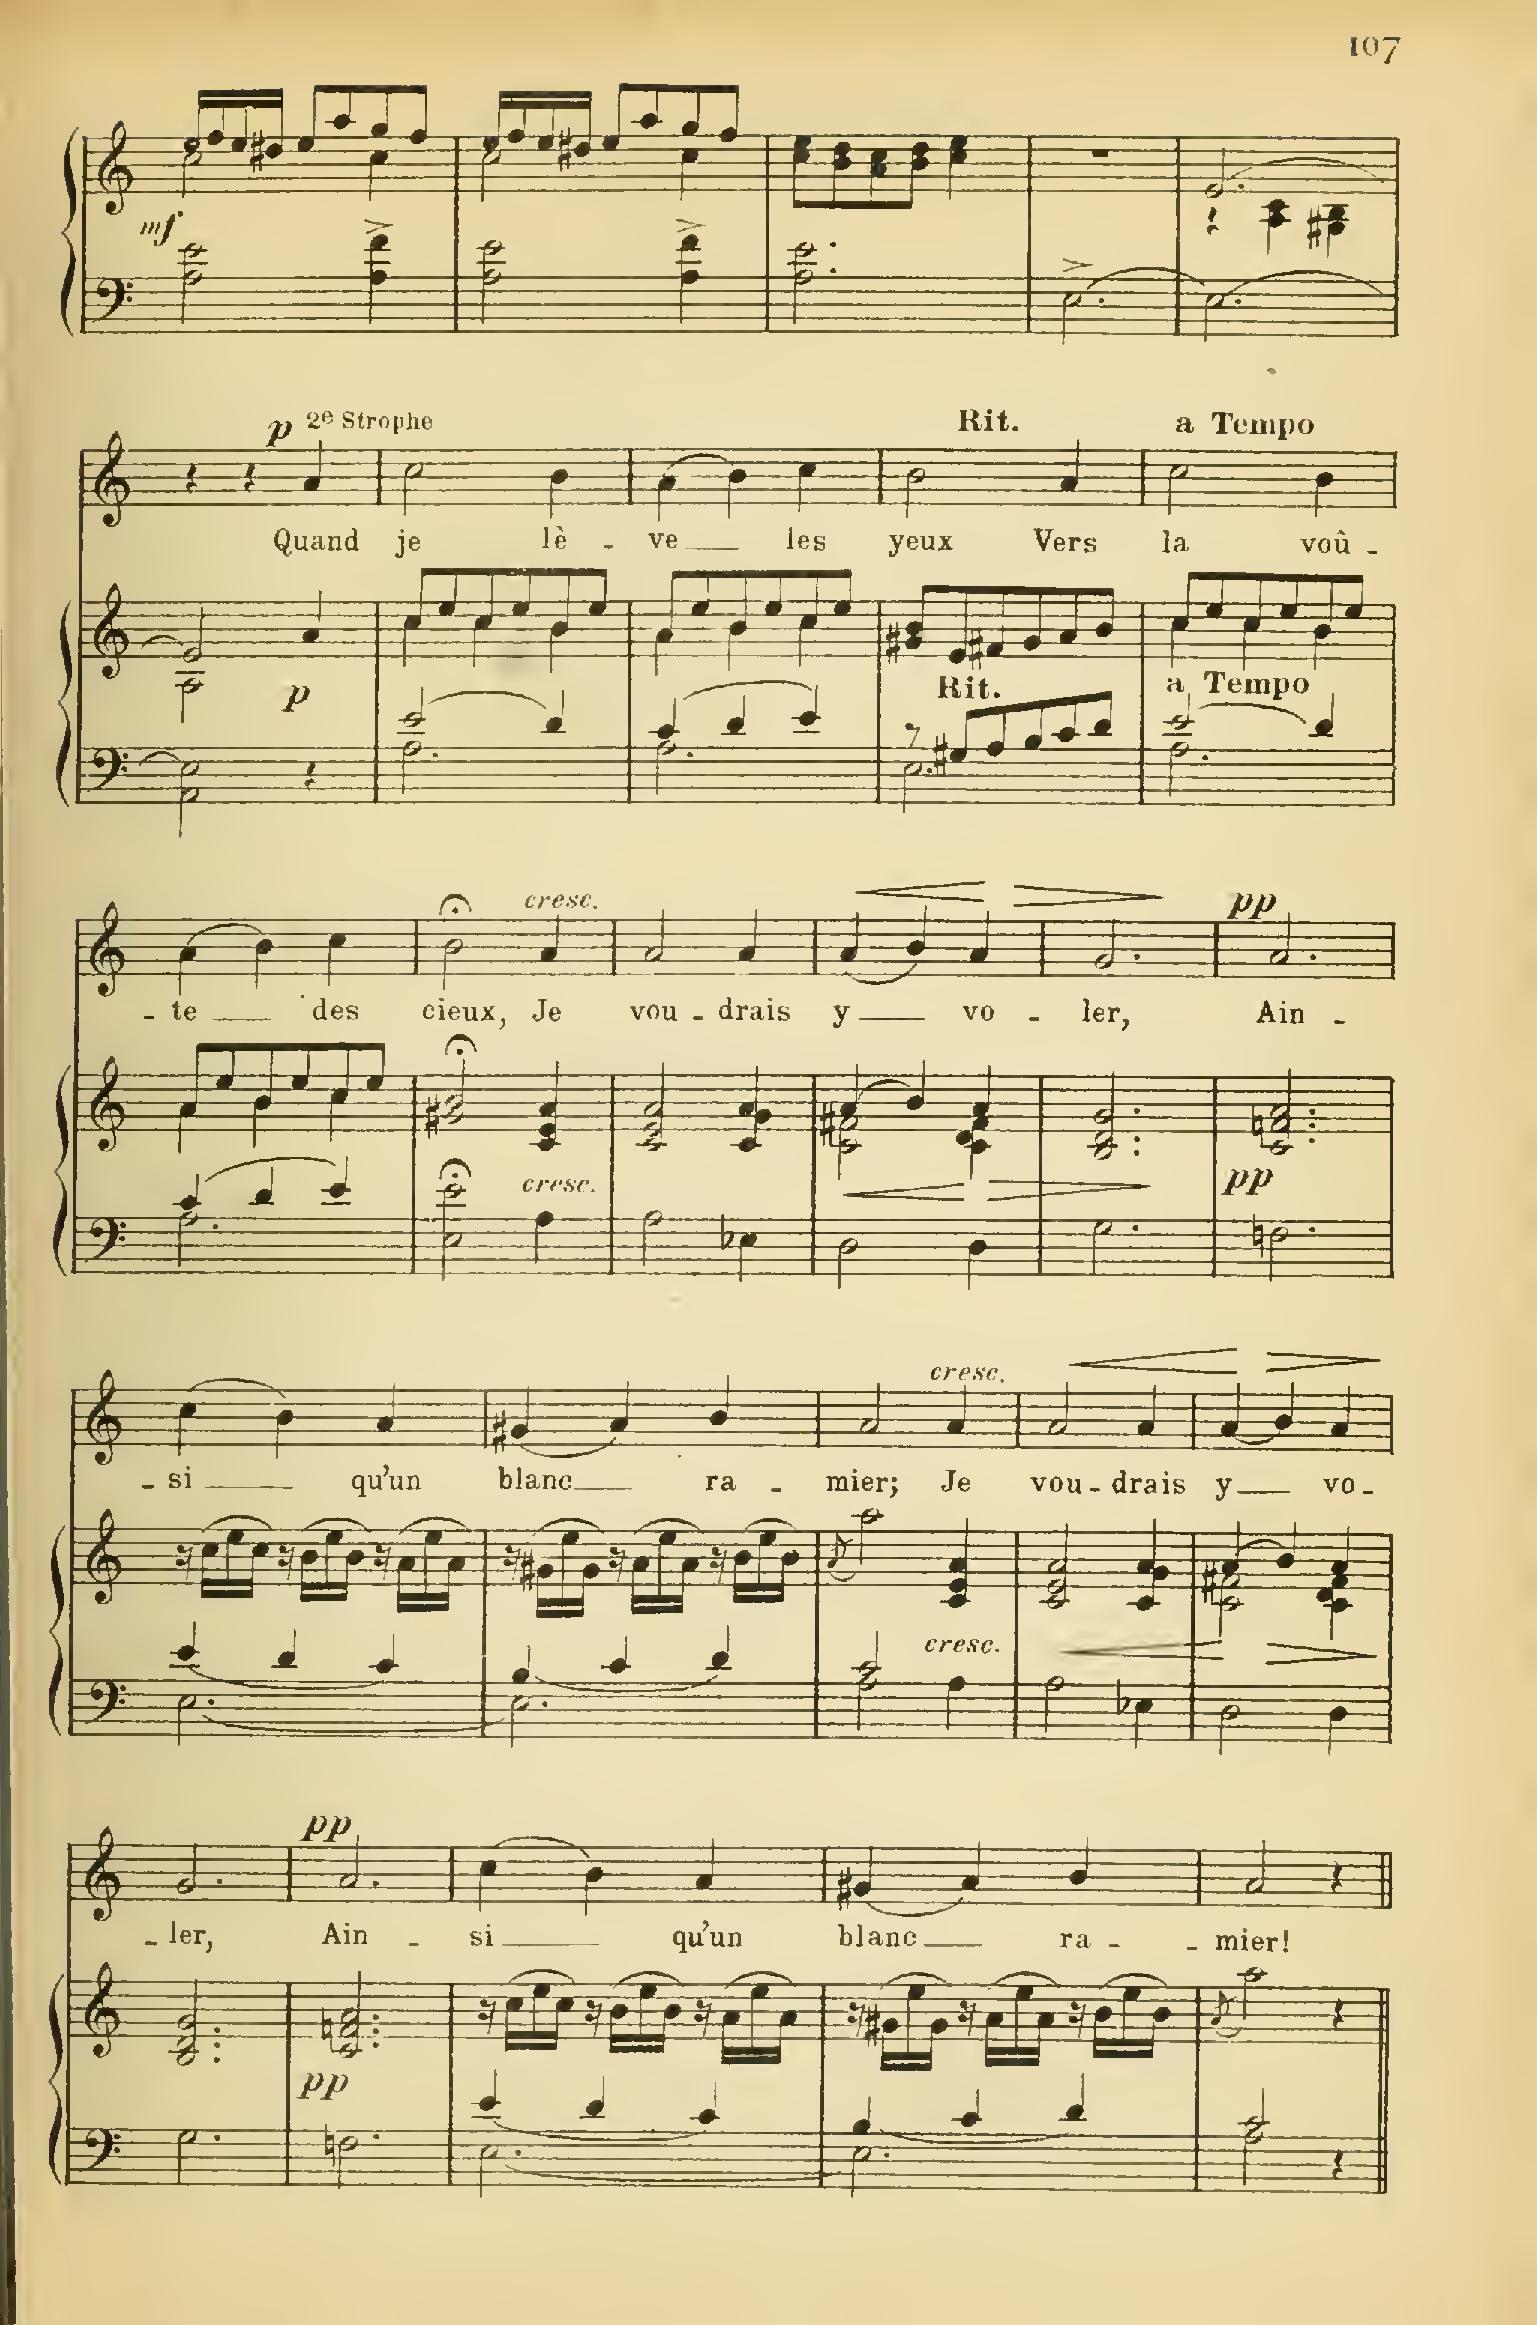 107
mf
p 2e Strophe Rit. a Tempo
Quand je lè - ve les yeux Vers la voû -
p Rit. a Tempo
cresc. pp
- te des cieux, Je vou - drais y vo - ler, Ain -
cresc. pp
cresc.
- si qu'un blanc ra - mier; Je vou - drais y vo -
cresc.
pp
- ler, Ain - si qu'un blanc ra - - mier!
pp